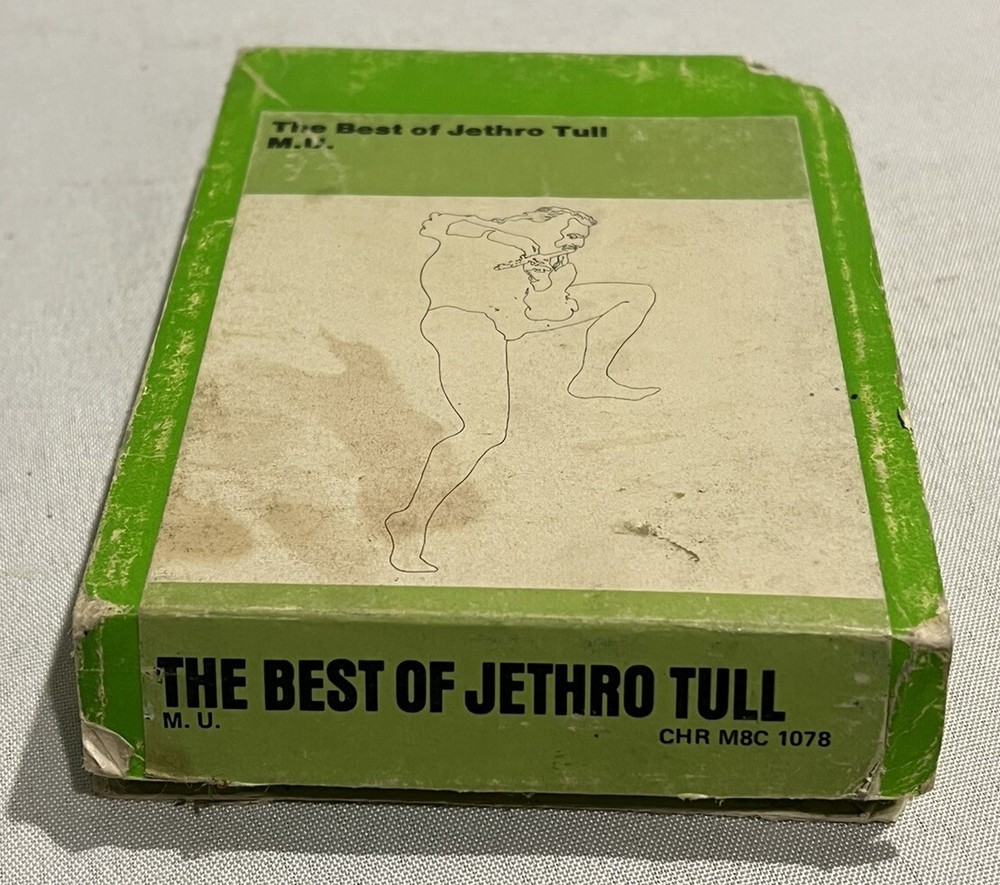 The Best of Jethro Tull
M.U.
THE BEST OF JETHRO TULL
M. U.
CHR M8C 1078